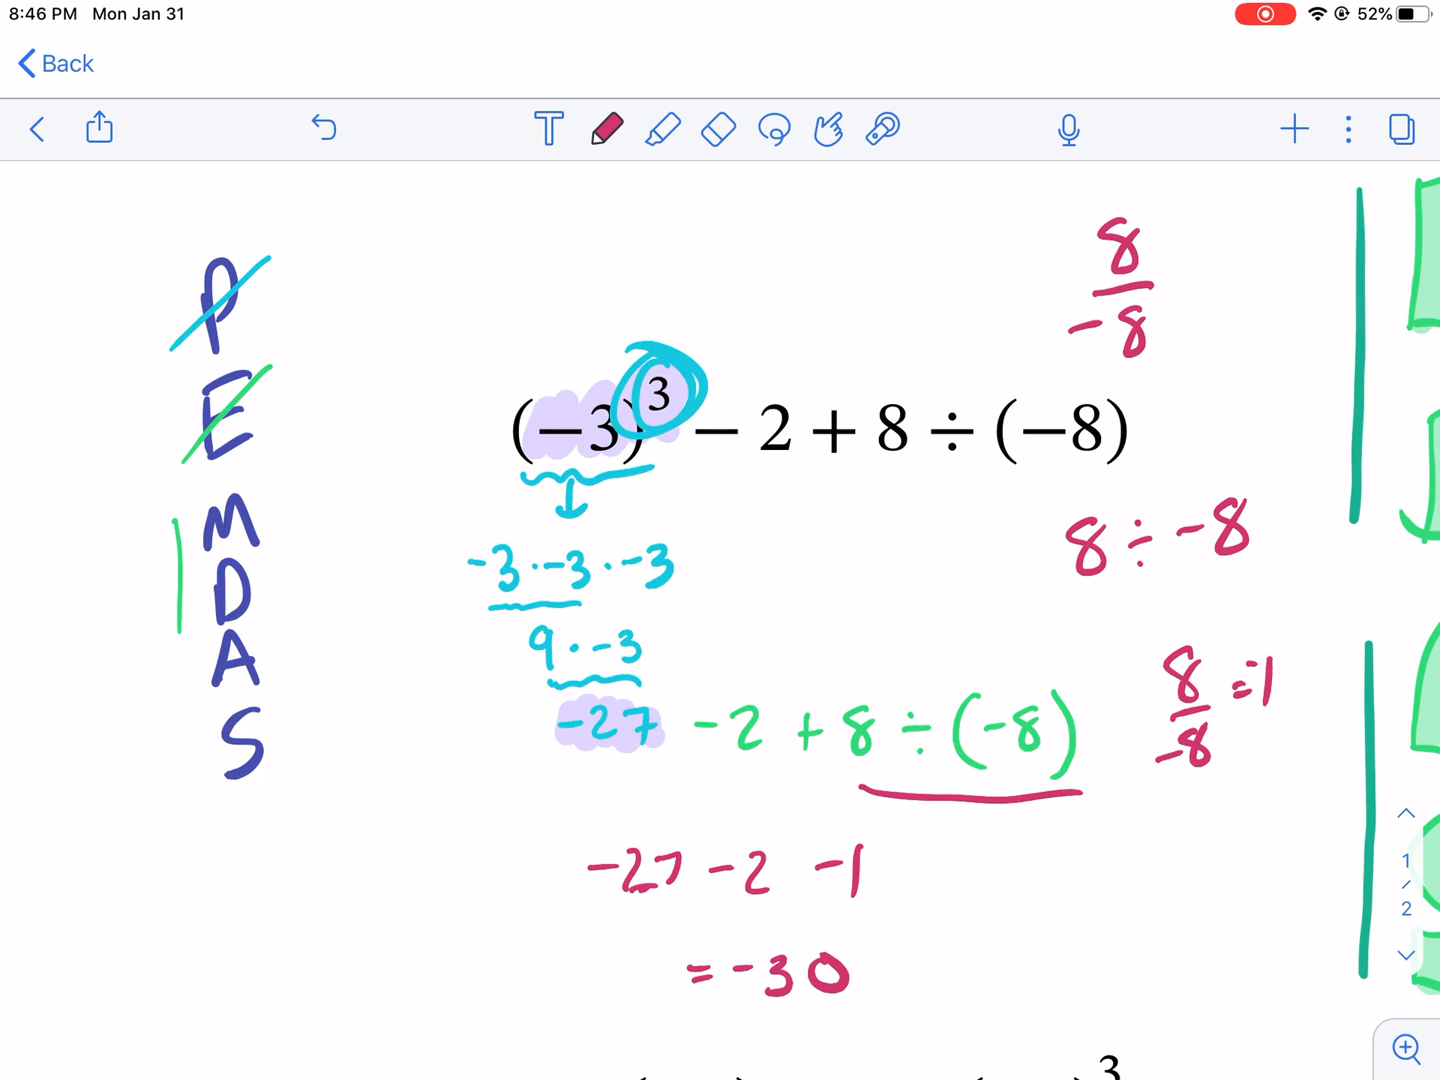 8:46 PM Mon Jan 31
52%
Back
T
P
E
M
D
A
S
8
-8
(−3)³ − 2 + 8 ÷ (−8)
8 ÷ -8
-3 · -3 · -3
9 · -3
-27 -2 + 8 ÷ (-8)
8
-8
=-1
-27 -2 -1
= -30
1
/
2
3